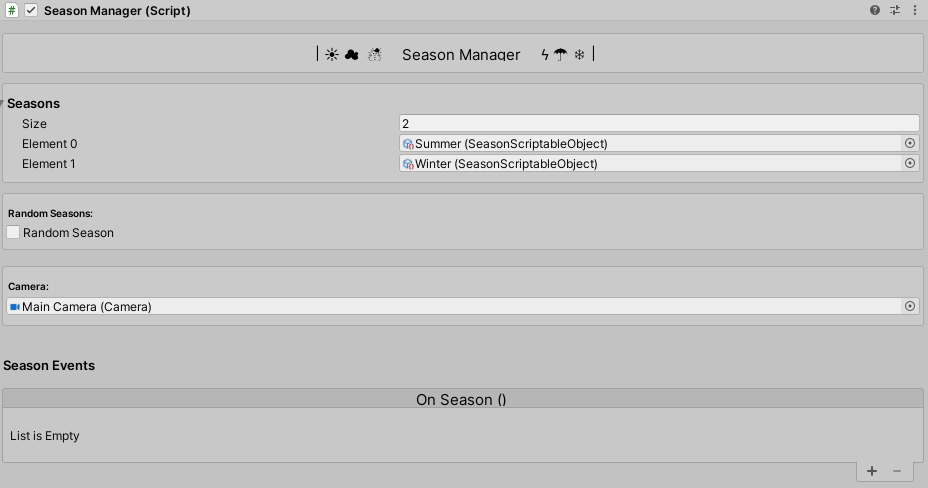 Season Manager (Script)
| ☀ ☁ ☃ Season Manager ϟ ☂ ❄ |
Seasons
Size 2
Element 0 Summer (SeasonScriptableObject)
Element 1 Winter (SeasonScriptableObject)
Random Seasons:
Random Season
Camera:
Main Camera (Camera)
Season Events
On Season ()
List is Empty
+ −